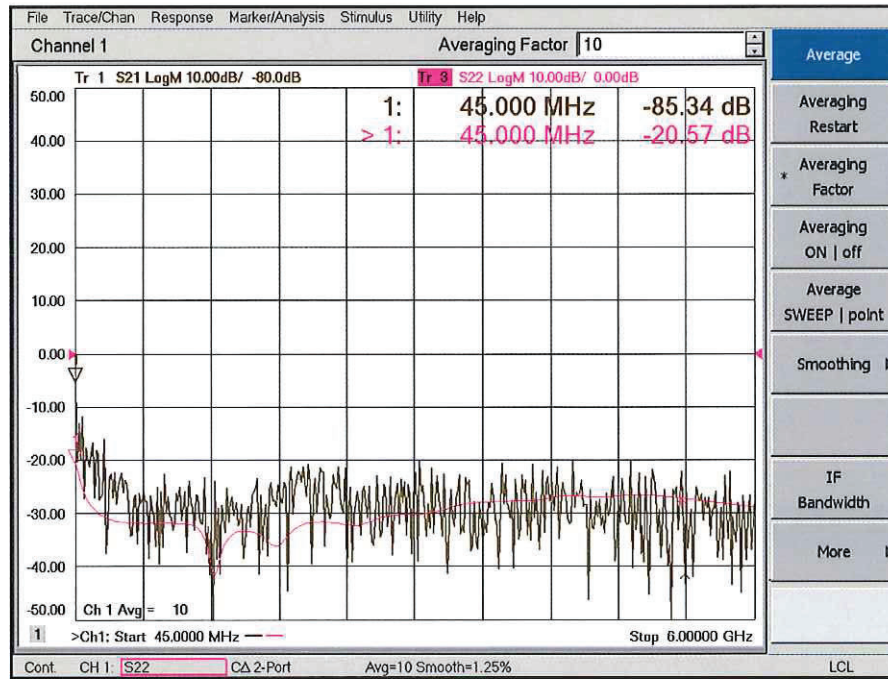 File Trace/Chan Response Marker/Analysis Stimulus Utility Help
Channel 1 Averaging Factor 10
Tr 1 S21 LogM 10.00dB/ -80.0dB Tr 3 S22 LogM 10.00dB/ 0.00dB
1: 45.000 MHz -85.34 dB
> 1: 45.000 MHz -20.57 dB
50.00
40.00
30.00
20.00
10.00
0.00
-10.00
-20.00
-30.00
-40.00
-50.00
Ch 1 Avg = 10
1 >Ch1: Start 45.0000 MHz Stop 6.00000 GHz
Cont. CH 1: S22 CΔ 2-Port Avg=10 Smooth=1.25% LCL
Average
Averaging
Restart
* Averaging
Factor
Averaging
ON | off
Average
SWEEP | point
Smoothing
IF
Bandwidth
More